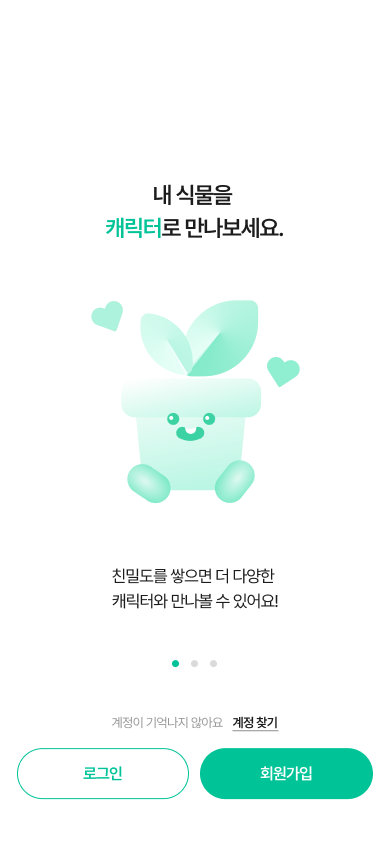 내 식물을
캐릭터로 만나보세요.
친밀도를 쌓으면 더 다양한
캐릭터와 만나볼 수 있어요!
계정이 기억나지 않아요 계정 찾기
로그인 회원가입